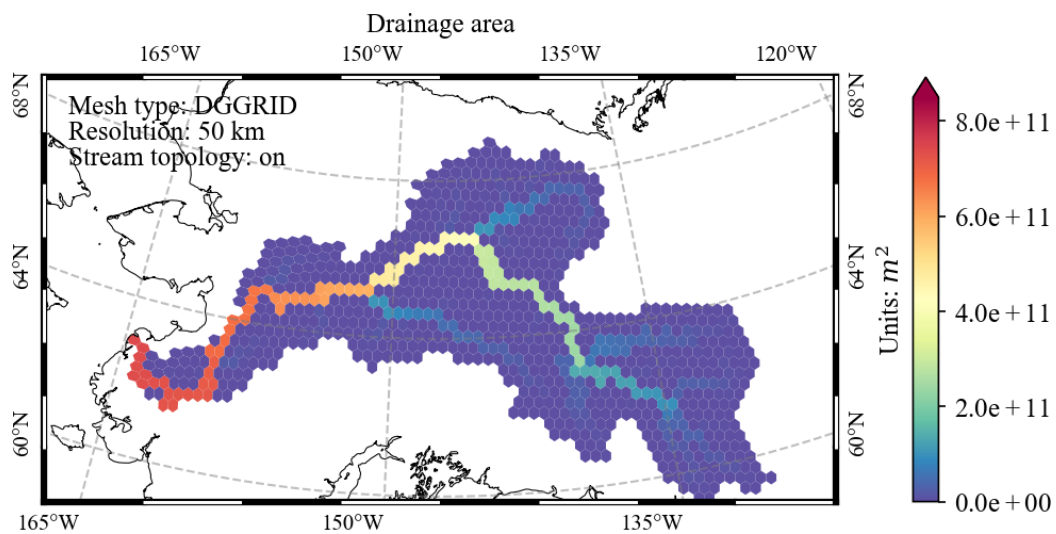 Drainage area
165°W 150°W 135°W 120°W
68°N 68°N
Mesh type: DGGRID
Resolution: 50 km
Stream topology: on
64°N 64°N
60°N 60°N
165°W 150°W 135°W
Units: m²
8.0e+11
6.0e+11
4.0e+11
2.0e+11
0.0e+00